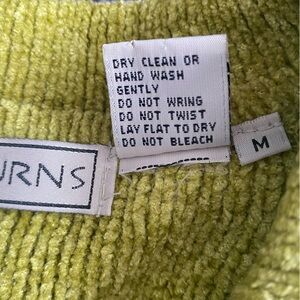 DRY CLEAN OR
HAND WASH
GENTLY
DO NOT WRING
DO NOT TWIST
LAY FLAT TO DRY
DO NOT BLEACH
URNS
M